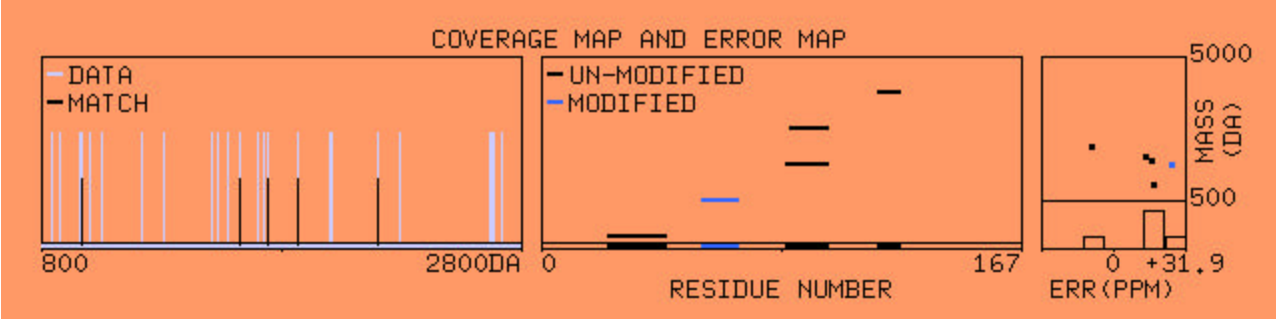 COVERAGE MAP AND ERROR MAP
DATA
MATCH
800
2800DA
UN-MODIFIED
MODIFIED
0
167
RESIDUE NUMBER
5000
500
MASS
(DA)
0
+31.9
ERR(PPM)